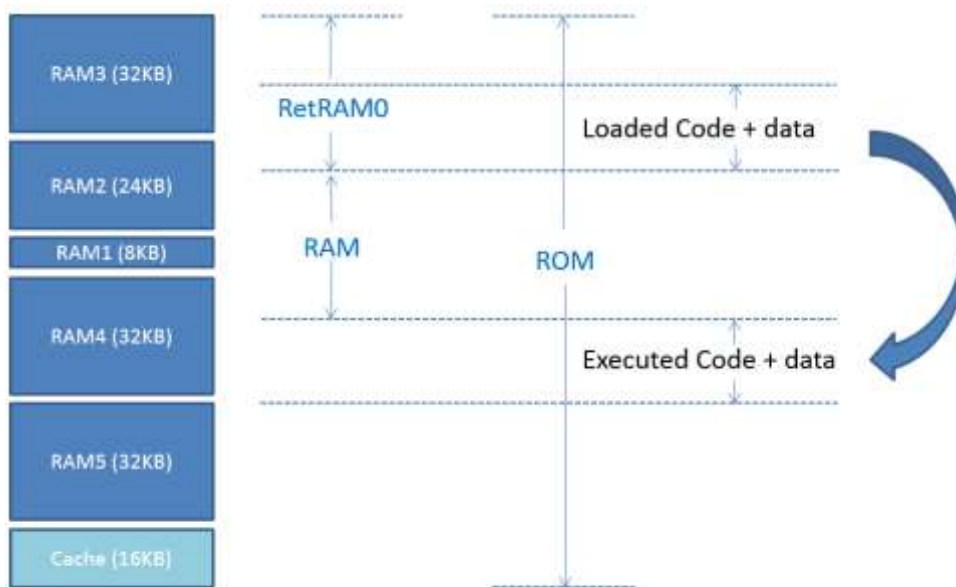 RAM3 (32KB)
RetRAM0
Loaded Code + data
RAM2 (24KB)
RAM1 (8KB)
RAM
ROM
RAM4 (32KB)
Executed Code + data
RAM5 (32KB)
Cache (16KB)